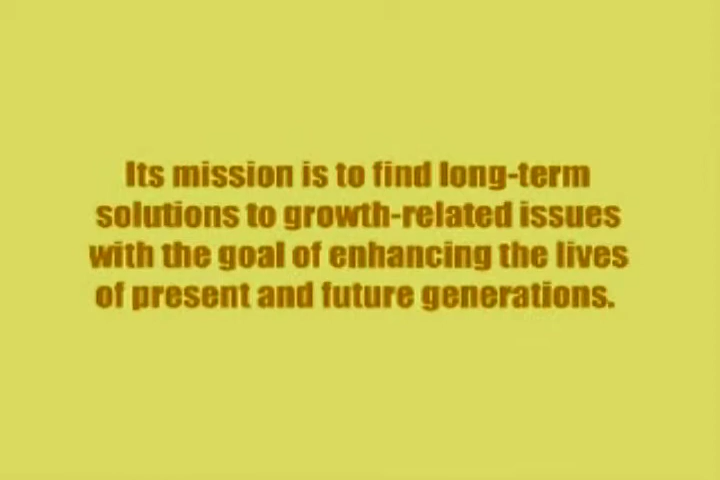 Its mission is to find long-term
solutions to growth-related issues
with the goal of enhancing the lives
of present and future generations.